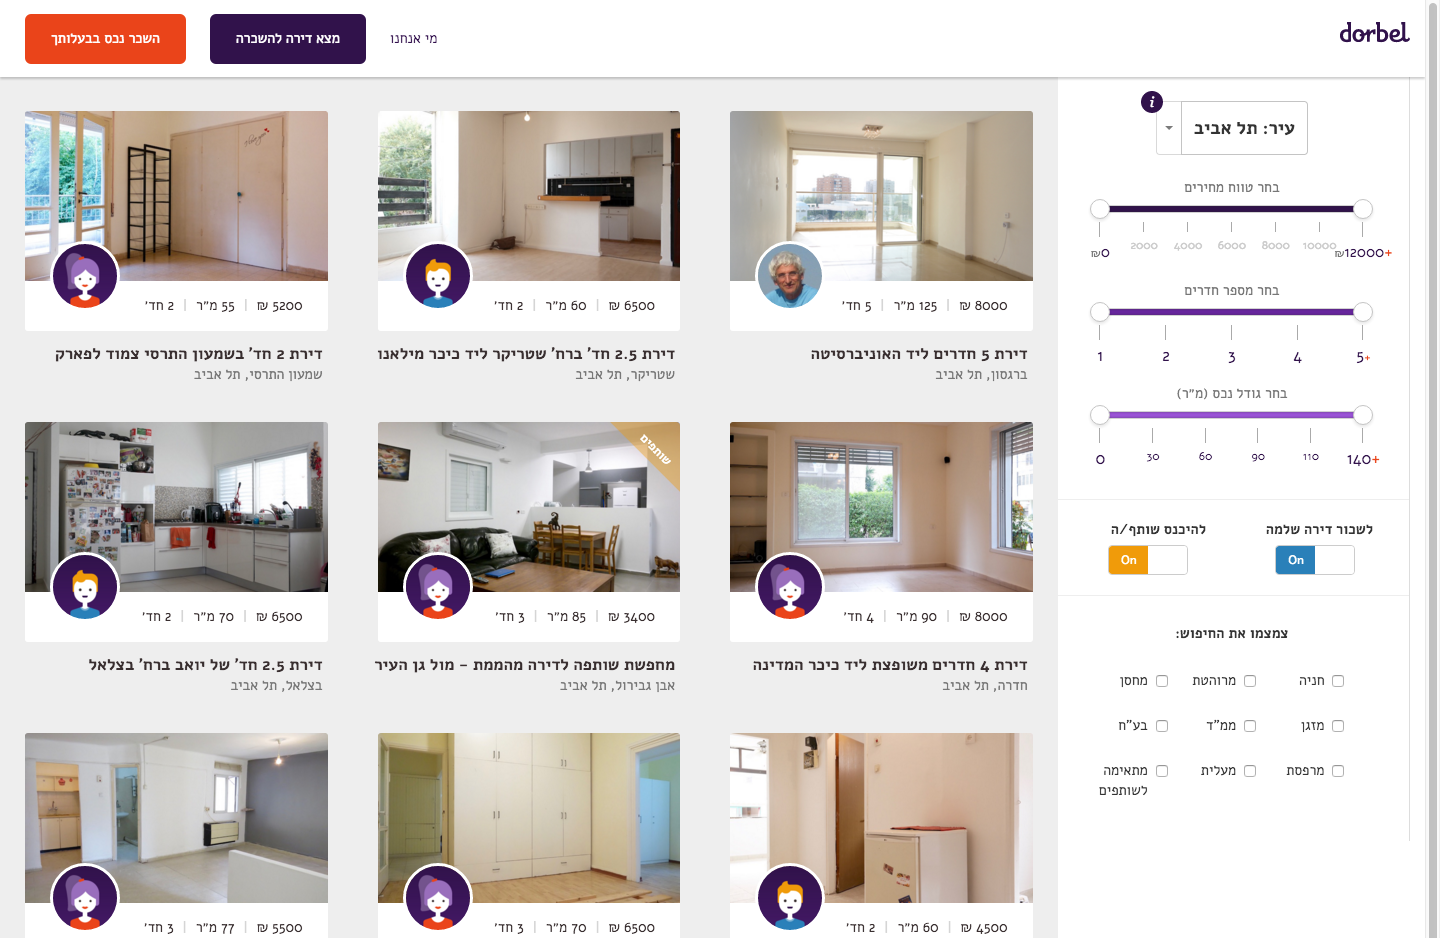 dorbel
מי אנחנו
מצא דירה להשכרה
השכר נכס בבעלותך
i
עיר: תל אביב
בחר טווח מחירים
2000 4000 6000 8000 10000
₪0 ₪12000+
בחר מספר חדרים
1 2 3 4 5+
בחר גודל נכס (מ״ר)
0 30 60 90 110 140+
לשכור דירה שלמה
On
להיכנס שותף/ה
On
צמצמו את החיפוש:
חניה מרוהטת מחסן
מזגן ממ״ד בע״ח
מרפסת מעלית מתאימה
לשותפים
8000 ₪ | 125 מ״ר | 5 חד׳
דירת 5 חדרים ליד האוניברסיטה
ברגסון, תל אביב
6500 ₪ | 60 מ״ר | 2 חד׳
דירת 2.5 חד׳ ברח׳ שטריקר ליד כיכר מילאנו
שטריקר, תל אביב
5200 ₪ | 55 מ״ר | 2 חד׳
דירת 2 חד׳ בשמעון התרסי צמוד לפארק
שמעון התרסי, תל אביב
8000 ₪ | 90 מ״ר | 4 חד׳
דירת 4 חדרים משופצת ליד כיכר המדינה
חדרה, תל אביב
שותפים
3400 ₪ | 85 מ״ר | 3 חד׳
מחפשת שותפה לדירה מהממת - מול גן העיר
אבן גבירול, תל אביב
6500 ₪ | 70 מ״ר | 2 חד׳
דירת 2.5 חד׳ של יואב ברח׳ בצלאל
בצלאל, תל אביב
4500 ₪ | 60 מ״ר | 2 חד׳
6500 ₪ | 70 מ״ר | 3 חד׳
5500 ₪ | 77 מ״ר | 3 חד׳